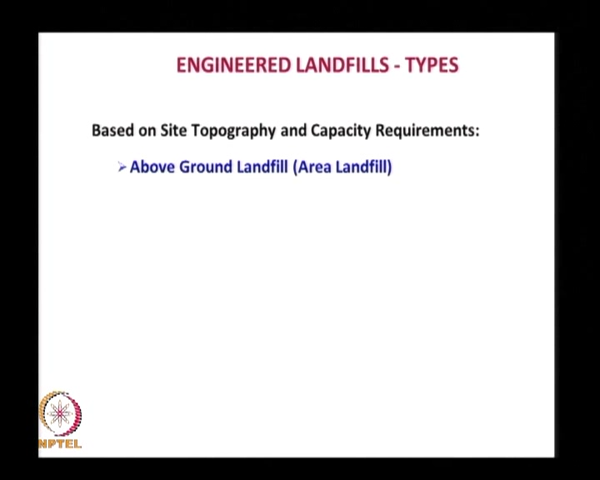 ENGINEERED LANDFILLS - TYPES
Based on Site Topography and Capacity Requirements:
➢Above Ground Landfill (Area Landfill)
NPTEL